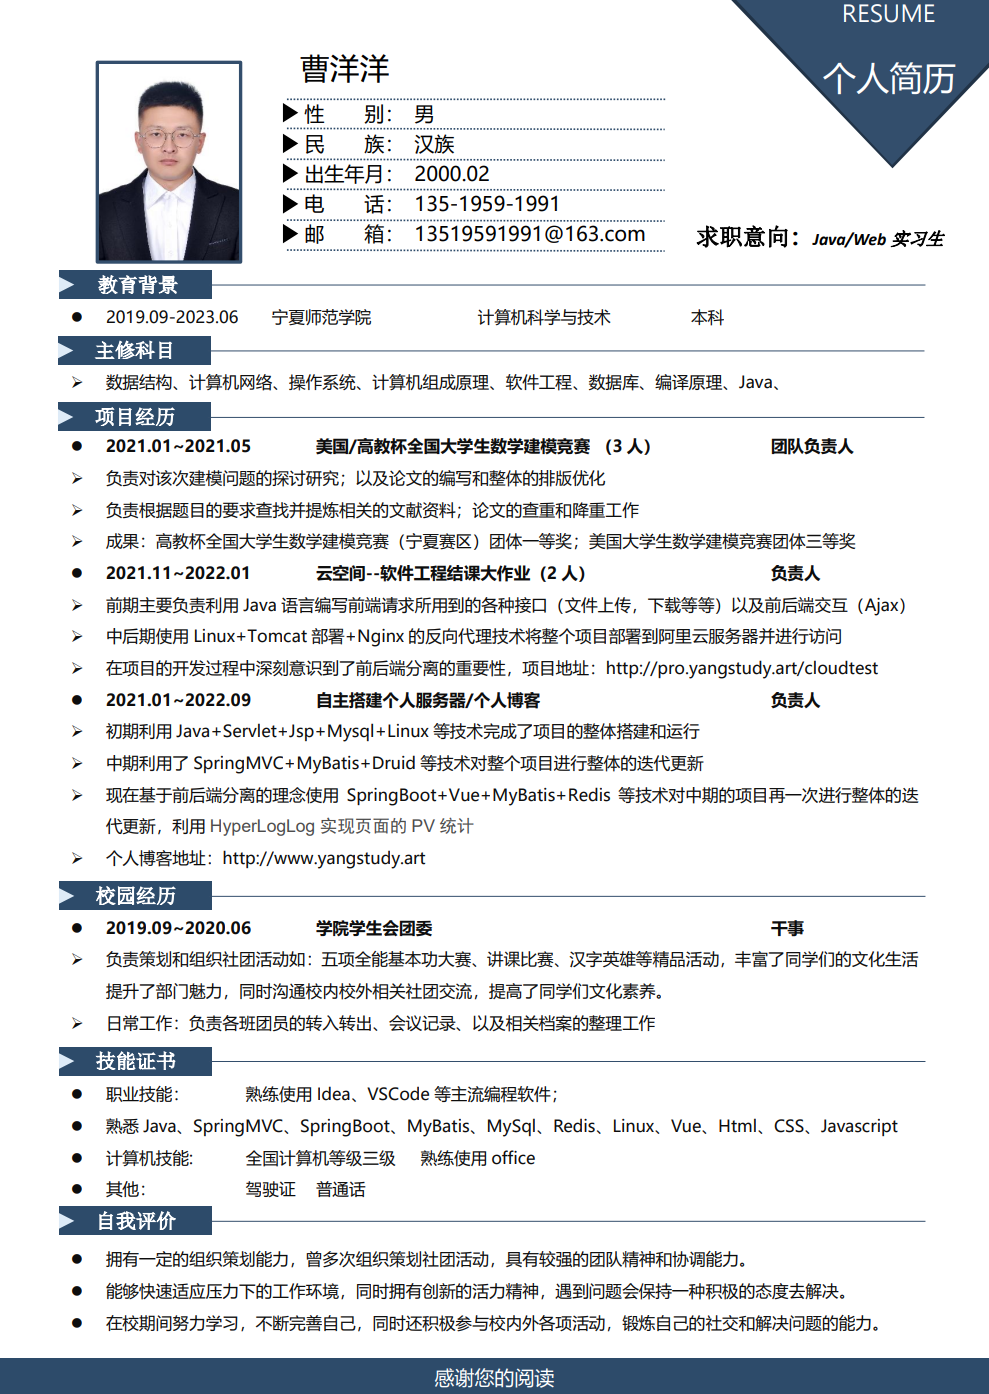 RESUME
个人简历
曹洋洋
性 别： 男
民 族： 汉族
出生年月： 2000.02
电 话： 135-1959-1991
邮 箱： 13519591991@163.com
求职意向：Java/Web 实习生
教育背景
2019.09-2023.06 宁夏师范学院 计算机科学与技术 本科
主修科目
数据结构、计算机网络、操作系统、计算机组成原理、软件工程、数据库、编译原理、Java、
项目经历
2021.01~2021.05 美国/高教杯全国大学生数学建模竞赛 （3 人） 团队负责人
负责对该次建模问题的探讨研究；以及论文的编写和整体的排版优化
负责根据题目的要求查找并提炼相关的文献资料；论文的查重和降重工作
成果：高教杯全国大学生数学建模竞赛（宁夏赛区）团体一等奖；美国大学生数学建模竞赛团体三等奖
2021.11~2022.01 云空间--软件工程结课大作业（2 人） 负责人
前期主要负责利用 Java 语言编写前端请求所用到的各种接口（文件上传，下载等等）以及前后端交互（Ajax）
中后期使用 Linux+Tomcat 部署+Nginx 的反向代理技术将整个项目部署到阿里云服务器并进行访问
在项目的开发过程中深刻意识到了前后端分离的重要性，项目地址：http://pro.yangstudy.art/cloudtest
2021.01~2022.09 自主搭建个人服务器/个人博客 负责人
初期利用 Java+Servlet+Jsp+Mysql+Linux 等技术完成了项目的整体搭建和运行
中期利用了 SpringMVC+MyBatis+Druid 等技术对整个项目进行整体的迭代更新
现在基于前后端分离的理念使用 SpringBoot+Vue+MyBatis+Redis 等技术对中期的项目再一次进行整体的迭
代更新，利用 HyperLogLog 实现页面的 PV 统计
个人博客地址：http://www.yangstudy.art
校园经历
2019.09~2020.06 学院学生会团委 干事
负责策划和组织社团活动如：五项全能基本功大赛、讲课比赛、汉字英雄等精品活动，丰富了同学们的文化生活
提升了部门魅力，同时沟通校内校外相关社团交流，提高了同学们文化素养。
日常工作：负责各班团员的转入转出、会议记录、以及相关档案的整理工作
技能证书
职业技能： 熟练使用 Idea、VSCode 等主流编程软件；
熟悉 Java、SpringMVC、SpringBoot、MyBatis、MySql、Redis、Linux、Vue、Html、CSS、Javascript
计算机技能: 全国计算机等级三级 熟练使用 office
其他： 驾驶证 普通话
自我评价
拥有一定的组织策划能力，曾多次组织策划社团活动，具有较强的团队精神和协调能力。
能够快速适应压力下的工作环境，同时拥有创新的活力精神，遇到问题会保持一种积极的态度去解决。
在校期间努力学习，不断完善自己，同时还积极参与校内外各项活动，锻炼自己的社交和解决问题的能力。
感谢您的阅读